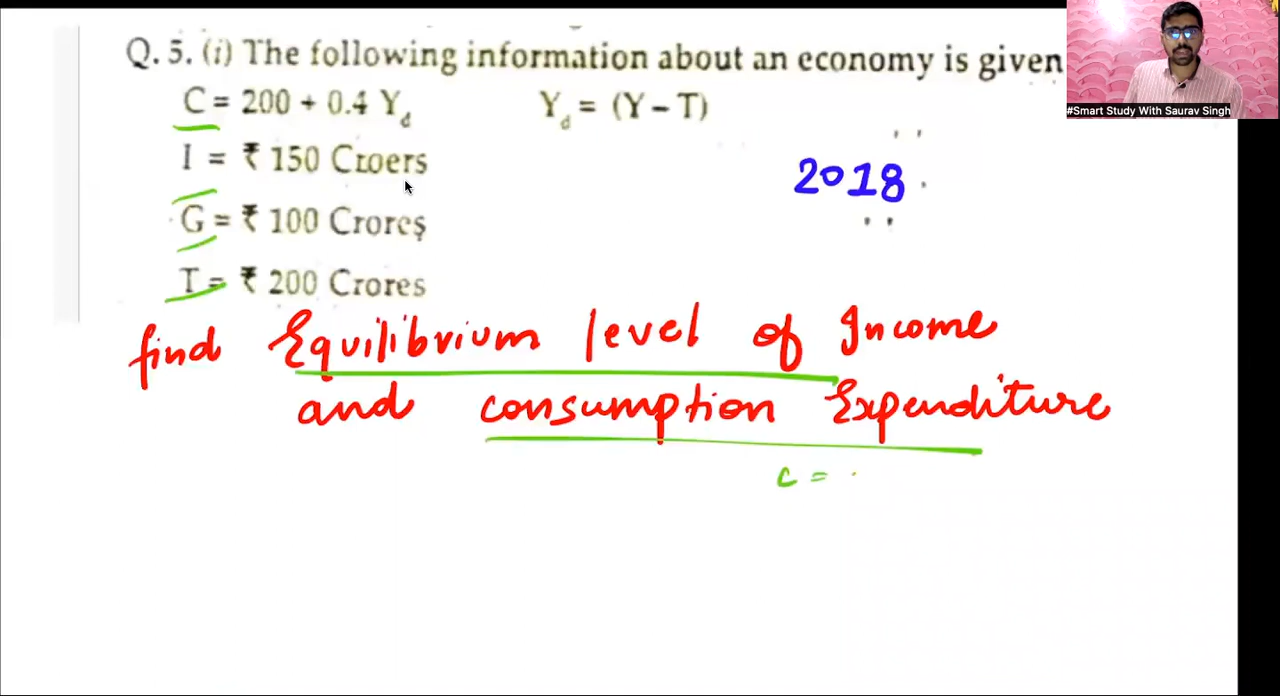 Q. 5. (i) The following information about an economy is given
C = 200 + 0.4 Yd Yd = (Y – T)
I = ₹ 150 Croers
G = ₹ 100 Crores
T = ₹ 200 Crores
2018
find Equilibrium level of Income
and consumption Expenditure
c =
#Smart Study With Saurav Singh